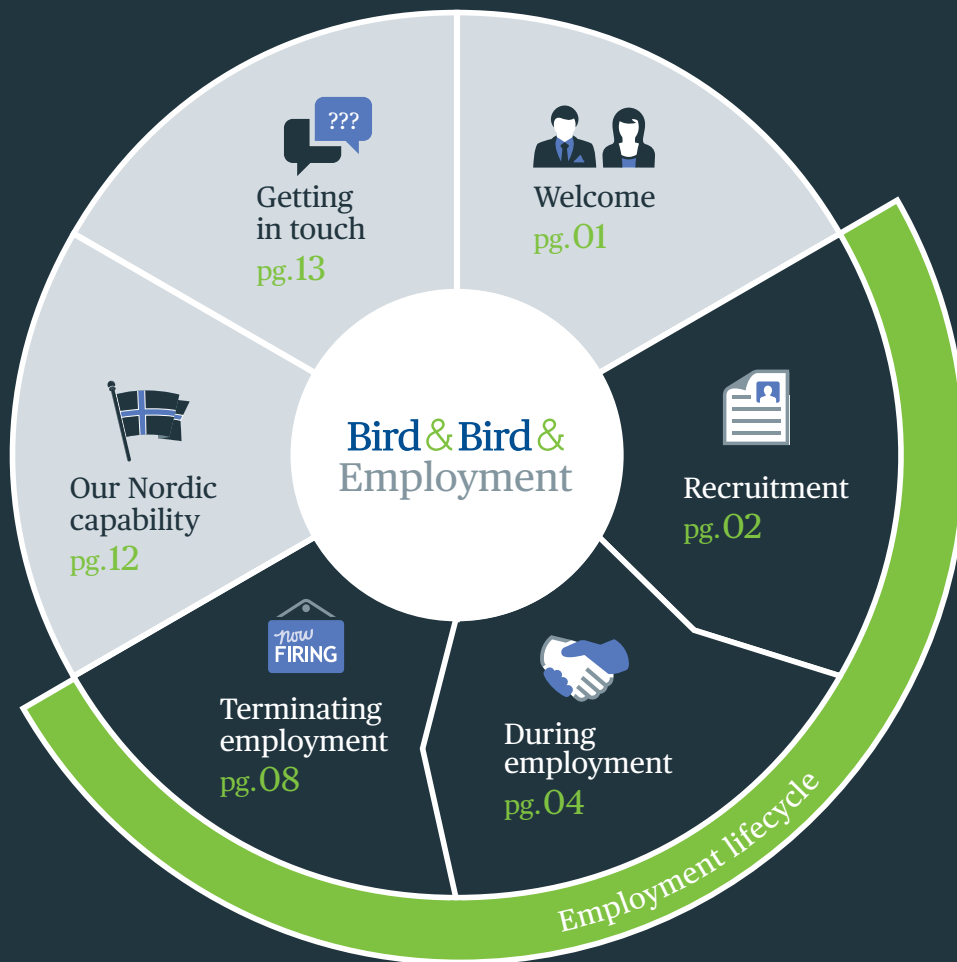 ???
Getting
in touch
pg.13
Welcome
pg.01
Recruitment
pg.02
During
employment
pg.04
now
FIRING
Terminating
employment
pg.08
Our Nordic
capability
pg.12
Bird & Bird &
Employment
Employment lifecycle